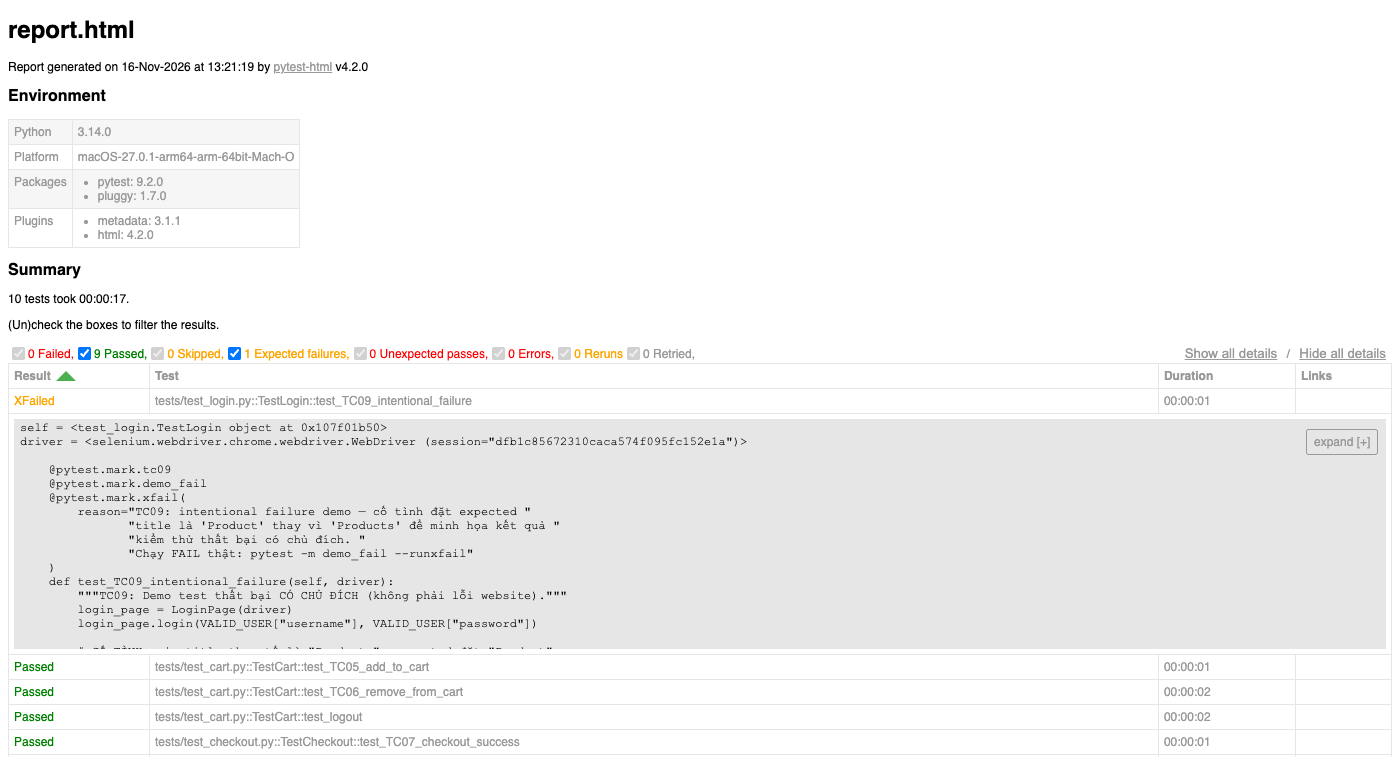 report.html
Report generated on 16-Nov-2026 at 13:21:19 by pytest-html v4.2.0
Environment
Python 3.14.0
Platform macOS-27.0.1-arm64-arm-64bit-Mach-O
Packages
pytest: 9.2.0
pluggy: 1.7.0
Plugins
metadata: 3.1.1
html: 4.2.0
Summary
10 tests took 00:00:17.
(Un)check the boxes to filter the results.
0 Failed, 9 Passed, 0 Skipped, 1 Expected failures, 0 Unexpected passes, 0 Errors, 0 Reruns 0 Retried, Show all details / Hide all details
Result Test Duration Links
XFailed tests/test_login.py::TestLogin::test_TC09_intentional_failure 00:00:01
self = <test_login.TestLogin object at 0x107f01b50>
driver = <selenium.webdriver.chrome.webdriver.WebDriver (session="dfb1c85672310caca574f095fc152e1a")>
expand [+]
@pytest.mark.tc09
@pytest.mark.demo_fail
@pytest.mark.xfail(
reason="TC09: intentional failure demo — cố tình đặt expected "
"title là 'Product' thay vì 'Products' để minh họa kết quả "
"kiểm thử thất bại có chủ đích. "
"Chạy FAIL thật: pytest -m demo_fail --runxfail"
)
def test_TC09_intentional_failure(self, driver):
"""TC09: Demo test thất bại CÓ CHỦ ĐÍCH (không phải lỗi website)."""
login_page = LoginPage(driver)
login_page.login(VALID_USER["username"], VALID_USER["password"])
Passed tests/test_cart.py::TestCart::test_TC05_add_to_cart 00:00:01
Passed tests/test_cart.py::TestCart::test_TC06_remove_from_cart 00:00:02
Passed tests/test_cart.py::TestCart::test_logout 00:00:02
Passed tests/test_checkout.py::TestCheckout::test_TC07_checkout_success 00:00:01